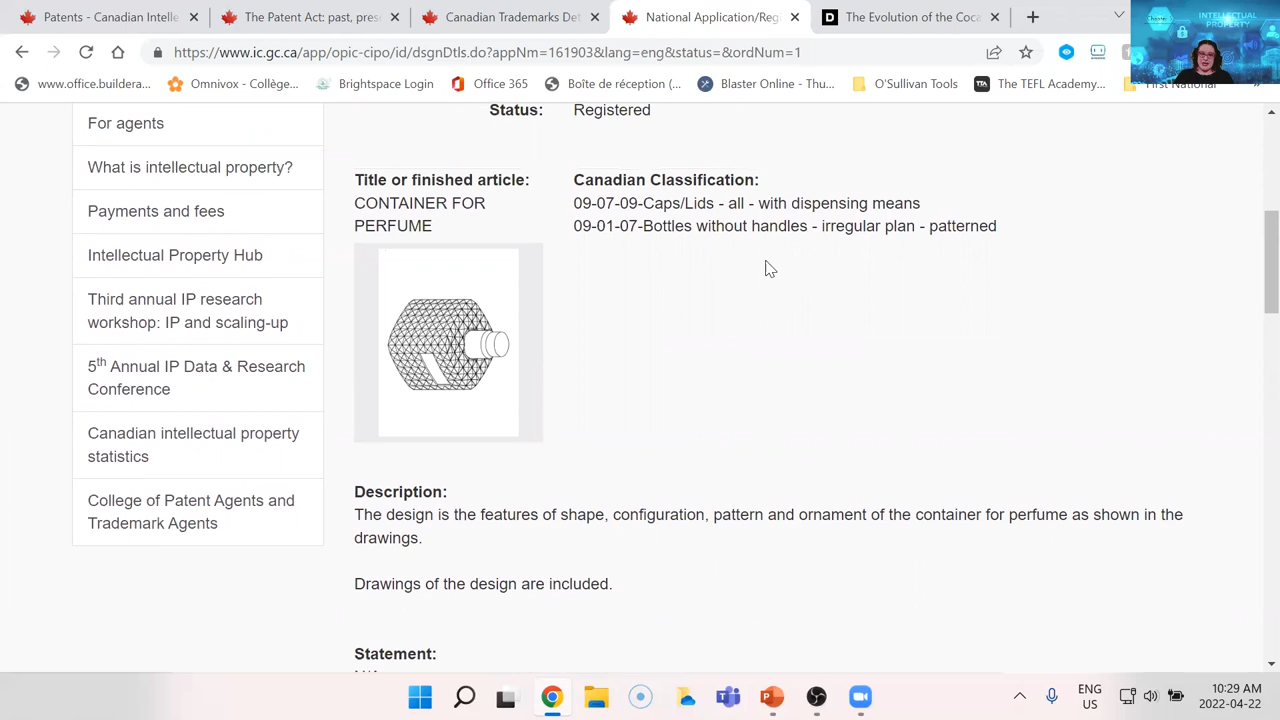 Patents - Canadian Intelle
The Patent Act: past, pres
Canadian Trademarks Det
National Application/Reg
The Evolution of the Coca
https://www.ic.gc.ca/app/opic-cipo/id/dsgnDtls.do?appNm=161903&lang=eng&status=&ordNum=1
INTELLECTUAL
PROPERTY
www.office.buildera...
Omnivox - Collèg...
Brightspace Login
Office 365
Boîte de réception (...
Blaster Online - Thu...
O'Sullivan Tools
The TEFL Academy...
First National
For agents
What is intellectual property?
Payments and fees
Intellectual Property Hub
Third annual IP research
workshop: IP and scaling-up
5th Annual IP Data & Research
Conference
Canadian intellectual property
statistics
College of Patent Agents and
Trademark Agents
Status: Registered
Title or finished article:
CONTAINER FOR
PERFUME
Canadian Classification:
09-07-09-Caps/Lids - all - with dispensing means
09-01-07-Bottles without handles - irregular plan - patterned
Description:
The design is the features of shape, configuration, pattern and ornament of the container for perfume as shown in the
drawings.
Drawings of the design are included.
Statement:
ENG
US
10:29 AM
2022-04-22